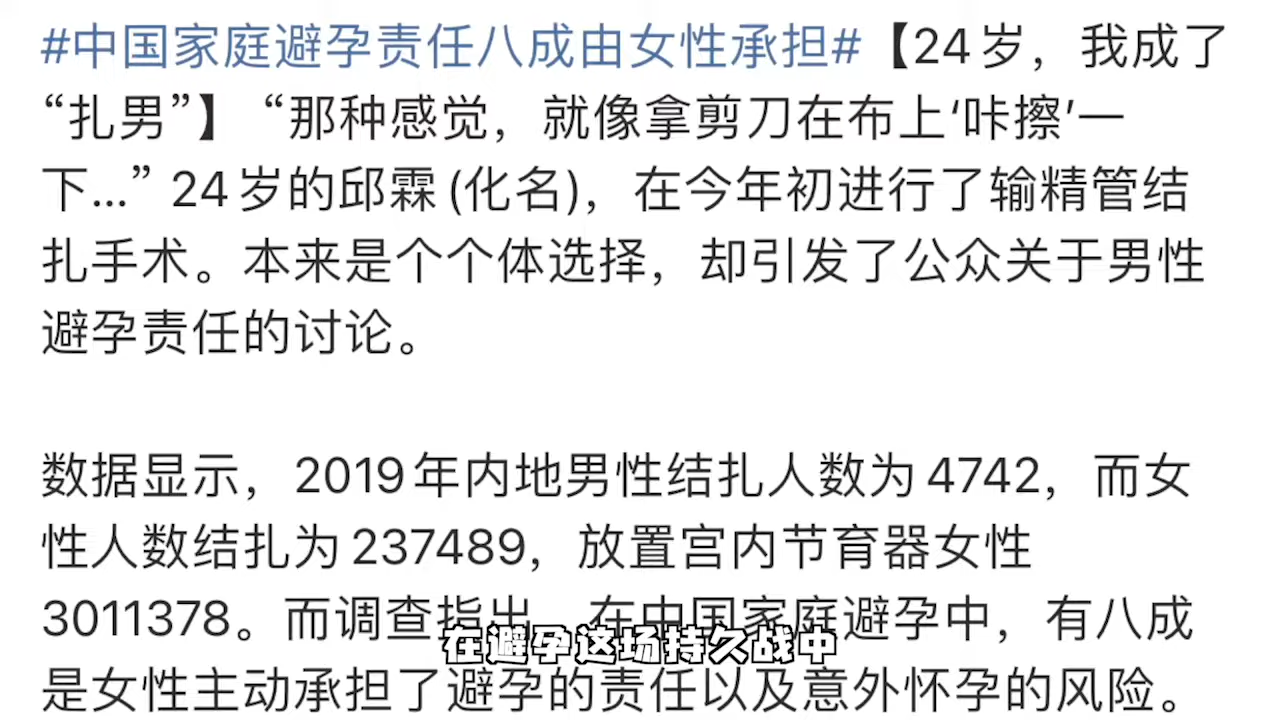 #中国家庭避孕责任八成由女性承担#【24岁，我成了
“扎男”】“那种感觉，就像拿剪刀在布上‘咔擦’一
下...” 24岁的邱霖(化名)，在今年初进行了输精管结
扎手术。本来是个个体选择，却引发了公众关于男性
避孕责任的讨论。
数据显示，2019年内地男性结扎人数为4742，而女
性人数结扎为237489，放置宫内节育器女性
3011378。而调查指出，在中国家庭避孕中，有八成
在避孕这场持久战中
是女性主动承担了避孕的责任以及意外怀孕的风险。